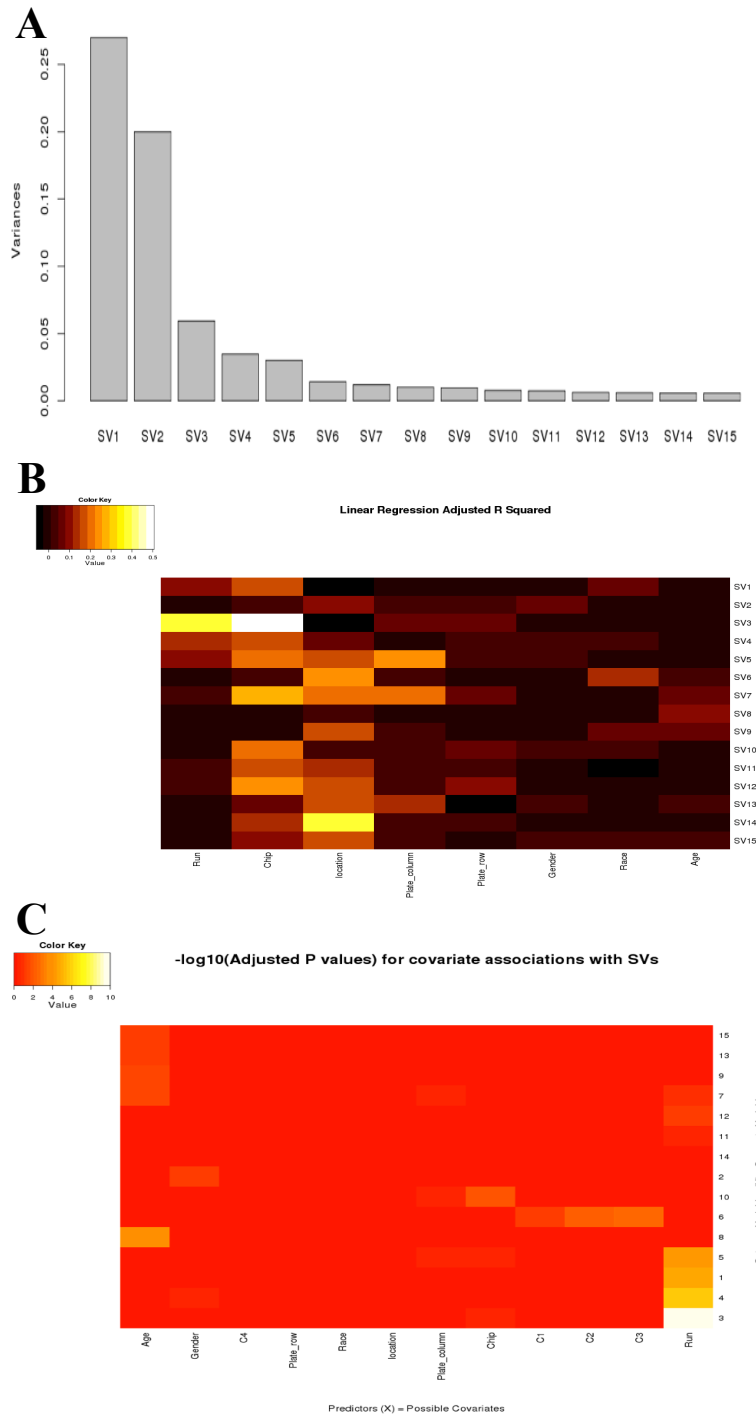 A
Variances
0.25
0.20
0.15
0.10
0.05
0.00
SV1 SV2 SV3 SV4 SV5 SV6 SV7 SV8 SV9 SV10 SV11 SV12 SV13 SV14 SV15
B
Color Key
0 0.1 0.2 0.3 0.4 0.5
Value
Linear Regression Adjusted R Squared
SV1
SV2
SV3
SV4
SV5
SV6
SV7
SV8
SV9
SV10
SV11
SV12
SV13
SV14
SV15
Run Chip location Plate_column Plate_row Gender Race Age
C
Color Key
0 2 4 6 8 10
Value
-log10(Adjusted P values) for covariate associations with SVs
15
13
9
7
12
11
14
2
10
6
8
5
1
4
3
Age Gender C4 Plate_row Race location Plate_column Chip C1 C2 C3 Run
Predictors (X) = Possible Covariates